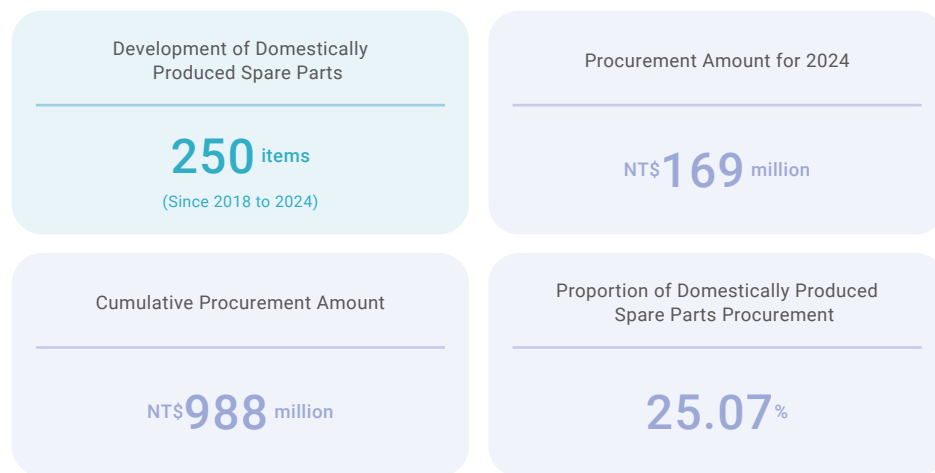 Development of Domestically
Produced Spare Parts
250 items
(Since 2018 to 2024)
Procurement Amount for 2024
NT$169 million
Cumulative Procurement Amount
NT$988 million
Proportion of Domestically Produced
Spare Parts Procurement
25.07%